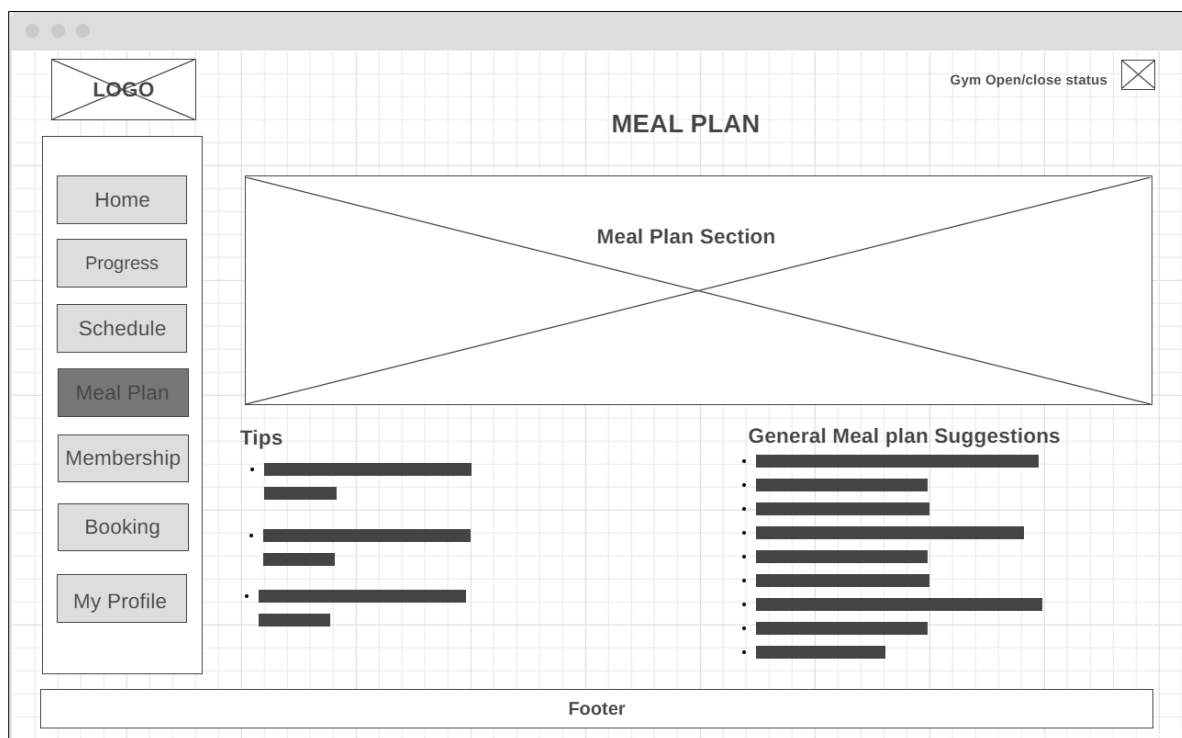 LOGO
Gym Open/close status
MEAL PLAN
Home
Progress
Schedule
Meal Plan
Membership
Booking
My Profile
Meal Plan Section
Tips
General Meal plan Suggestions
Footer